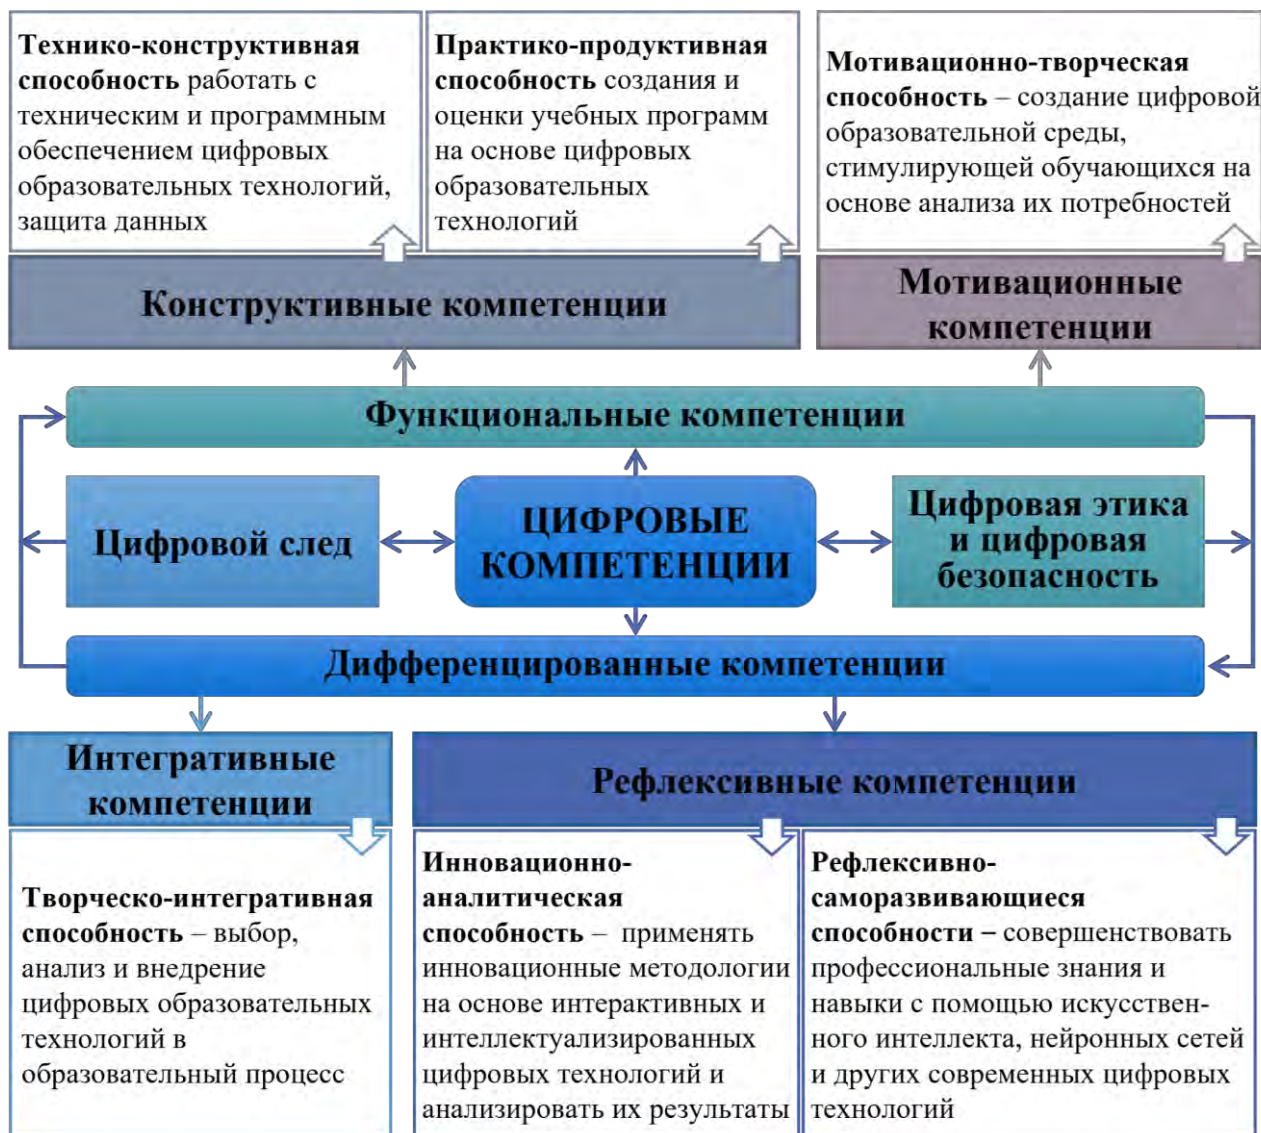 Технико-конструктивная
способность работать с
техническим и программным
обеспечением цифровых
образовательных технологий,
защита данных
Практико-продуктивная
способность создания и
оценки учебных программ
на основе цифровых
образовательных
технологий
Мотивационно-творческая
способность – создание цифровой
образовательной среды,
стимулирующей обучающихся на
основе анализа их потребностей
Конструктивные компетенции
Мотивационные
компетенции
Функциональные компетенции
Цифровой след
ЦИФРОВЫЕ
КОМПЕТЕНЦИИ
Цифровая этика
и цифровая
безопасность
Дифференцированные компетенции
Интегративные
компетенции
Рефлексивные компетенции
Творческо-интегративная
способность – выбор,
анализ и внедрение
цифровых образовательных
технологий в
образовательный процесс
Инновационно-
аналитическая
способность – применять
инновационные методологии
на основе интерактивных и
интеллектуализированных
цифровых технологий и
анализировать их результаты
Рефлексивно-
саморазвивающиеся
способности – совершенствовать
профессиональные знания и
навыки с помощью искусствен-
ного интеллекта, нейронных сетей
и других современных цифровых
технологий